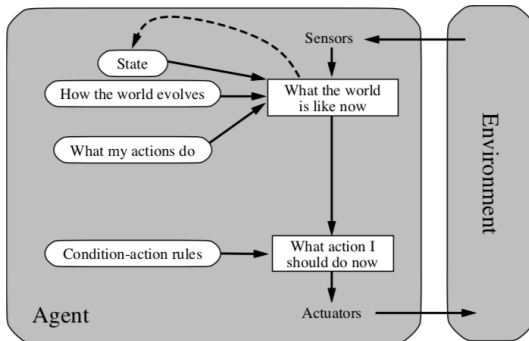 Sensors
State
How the world evolves
What the world
is like now
What my actions do
Condition-action rules
What action I
should do now
Agent
Actuators
Environment